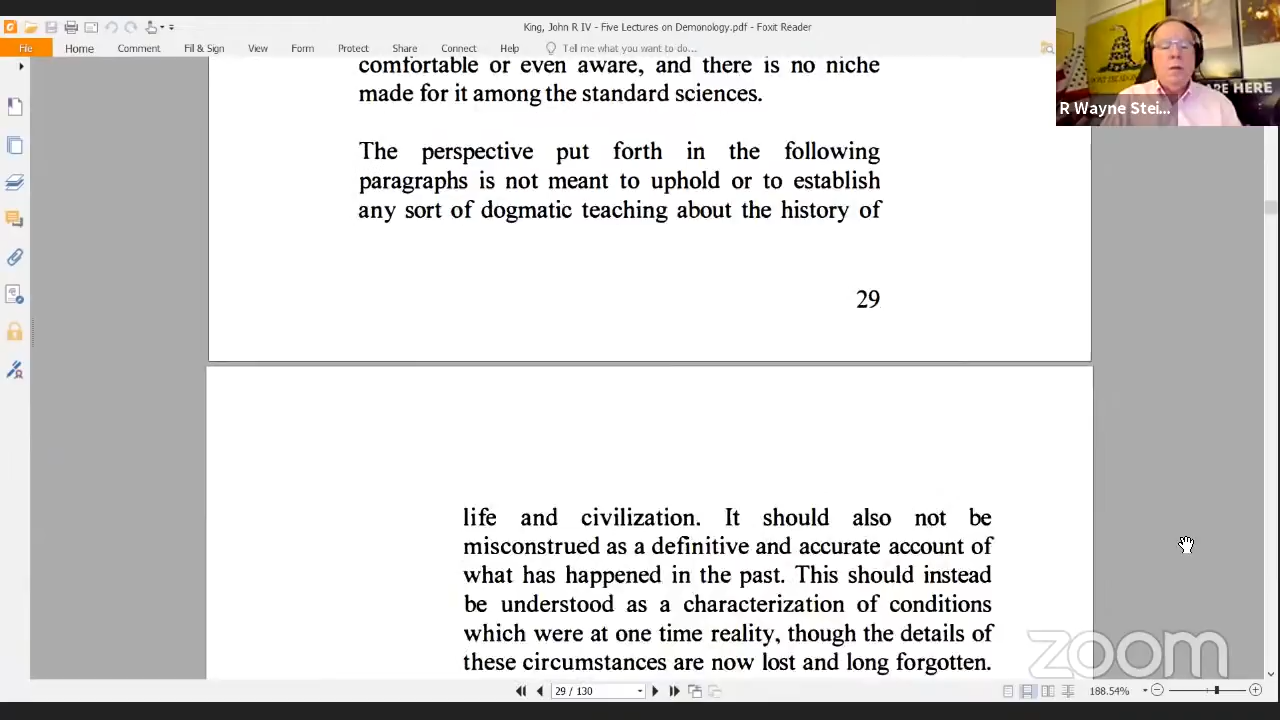 King, John R IV - Five Lectures on Demonology.pdf - Foxit Reader
File Home Comment Fill & Sign View Form Protect Share Connect Help Tell me what you want to do...
comfortable or even aware, and there is no niche
made for it among the standard sciences.
The perspective put forth in the following
paragraphs is not meant to uphold or to establish
any sort of dogmatic teaching about the history of
29
life and civilization. It should also not be
misconstrued as a definitive and accurate account of
what has happened in the past. This should instead
be understood as a characterization of conditions
which were at one time reality, though the details of
these circumstances are now lost and long forgotten.
ARE HERE
R Wayne Stei...
zoom
29 / 130
188.54%